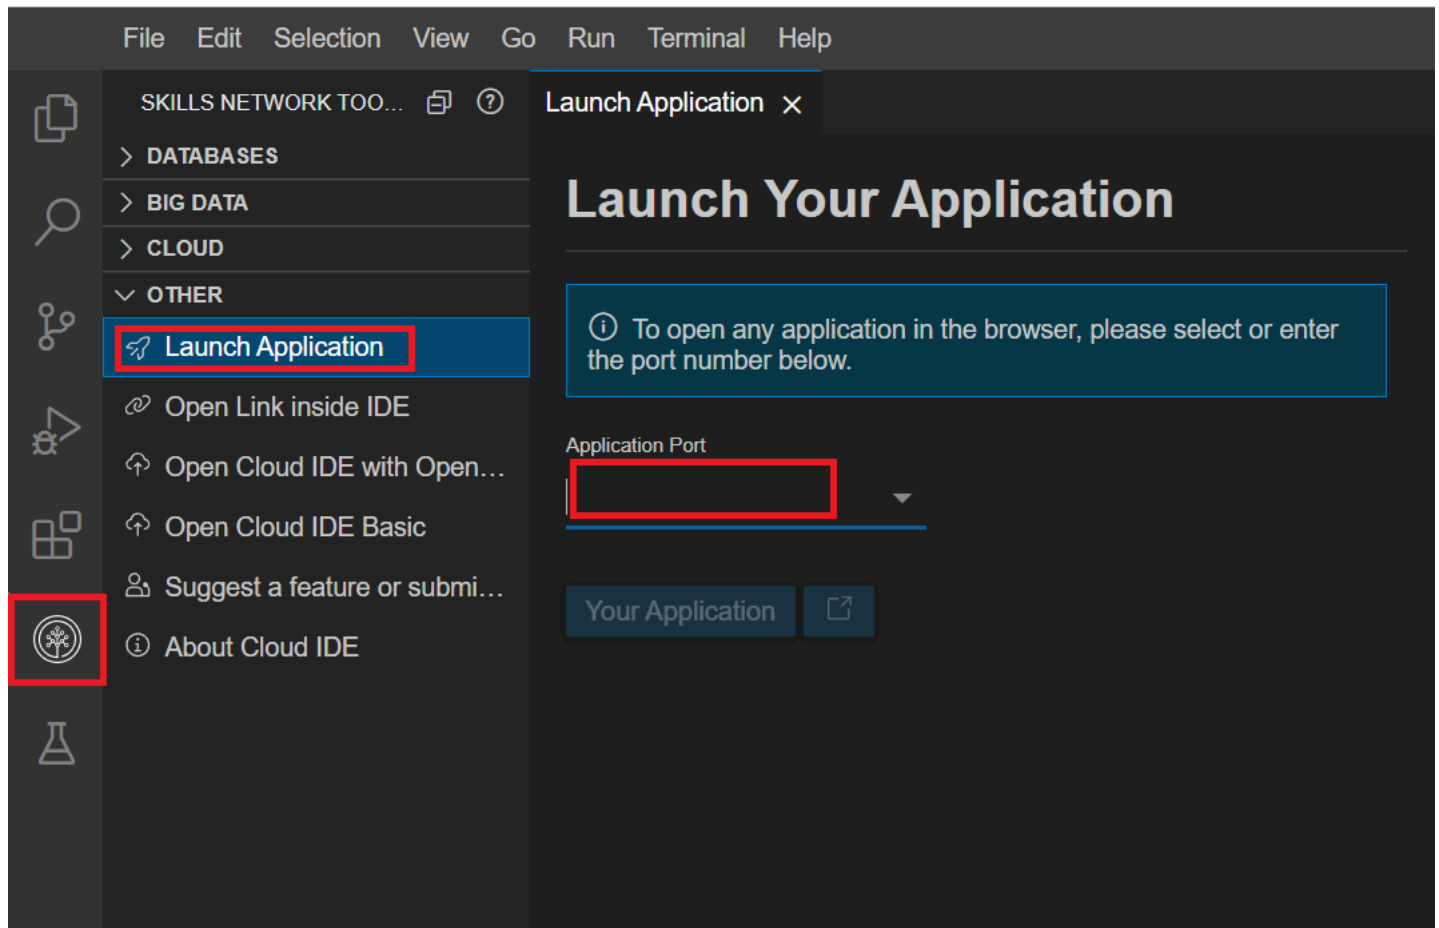 File Edit Selection View Go Run Terminal Help
SKILLS NETWORK TOO...
DATABASES
BIG DATA
CLOUD
OTHER
Launch Application
Open Link inside IDE
Open Cloud IDE with Open...
Open Cloud IDE Basic
Suggest a feature or submi...
About Cloud IDE
Launch Application
Launch Your Application
To open any application in the browser, please select or enter
the port number below.
Application Port
Your Application